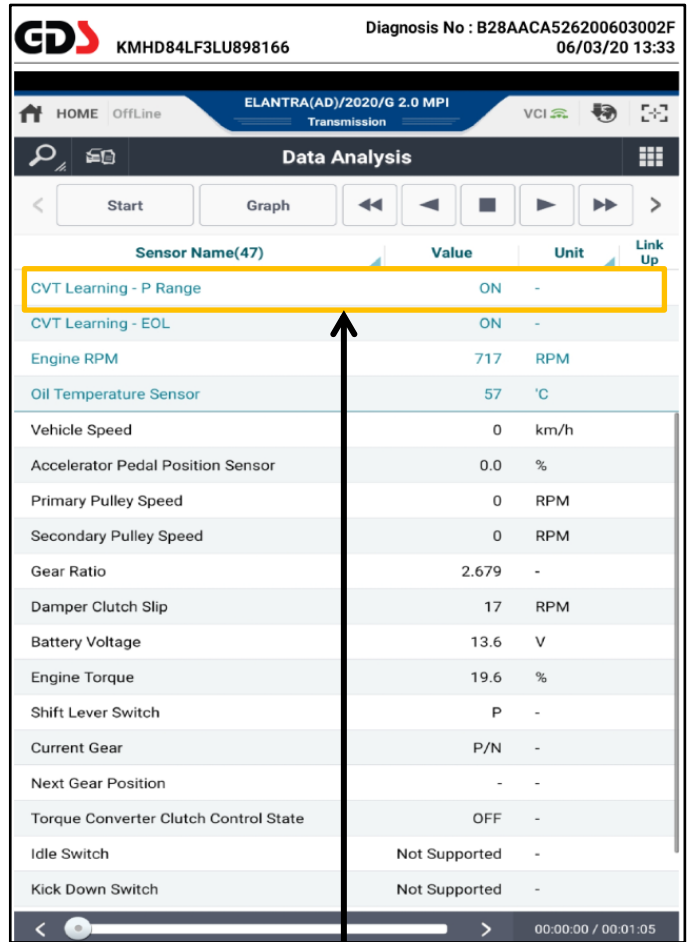 GDS KMHD84LF3LU898166
Diagnosis No : B28AACA526200603002F
06/03/20 13:33
HOME OffLine
ELANTRA(AD)/2020/G 2.0 MPI
Transmission
VCI
Data Analysis
Start Graph
Sensor Name(47) Value Unit Link Up
CVT Learning - P Range ON -
CVT Learning - EOL ON -
Engine RPM 717 RPM
Oil Temperature Sensor 57 'C
Vehicle Speed 0 km/h
Accelerator Pedal Position Sensor 0.0 %
Primary Pulley Speed 0 RPM
Secondary Pulley Speed 0 RPM
Gear Ratio 2.679 -
Damper Clutch Slip 17 RPM
Battery Voltage 13.6 V
Engine Torque 19.6 %
Shift Lever Switch P -
Current Gear P/N -
Next Gear Position - -
Torque Converter Clutch Control State OFF -
Idle Switch Not Supported -
Kick Down Switch Not Supported -
00:00:00 / 00:01:05